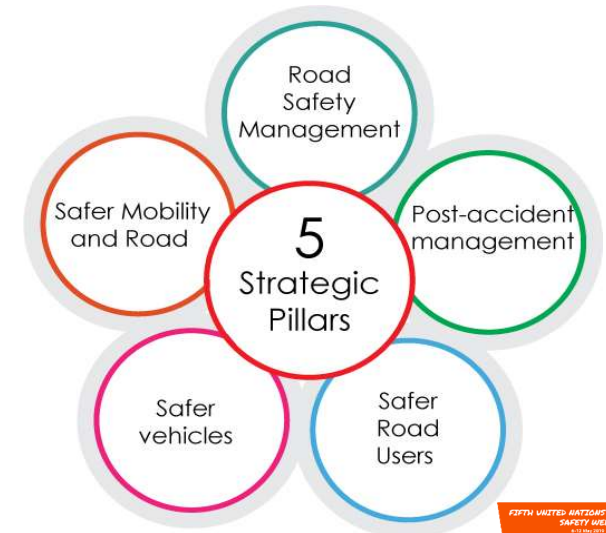 Road
Safety
Management
Safer Mobility
and Road
5
Strategic
Pillars
Post-accident
management
Safer
vehicles
Safer
Road
Users
FIFTH UNITED NATIONS
SAFETY